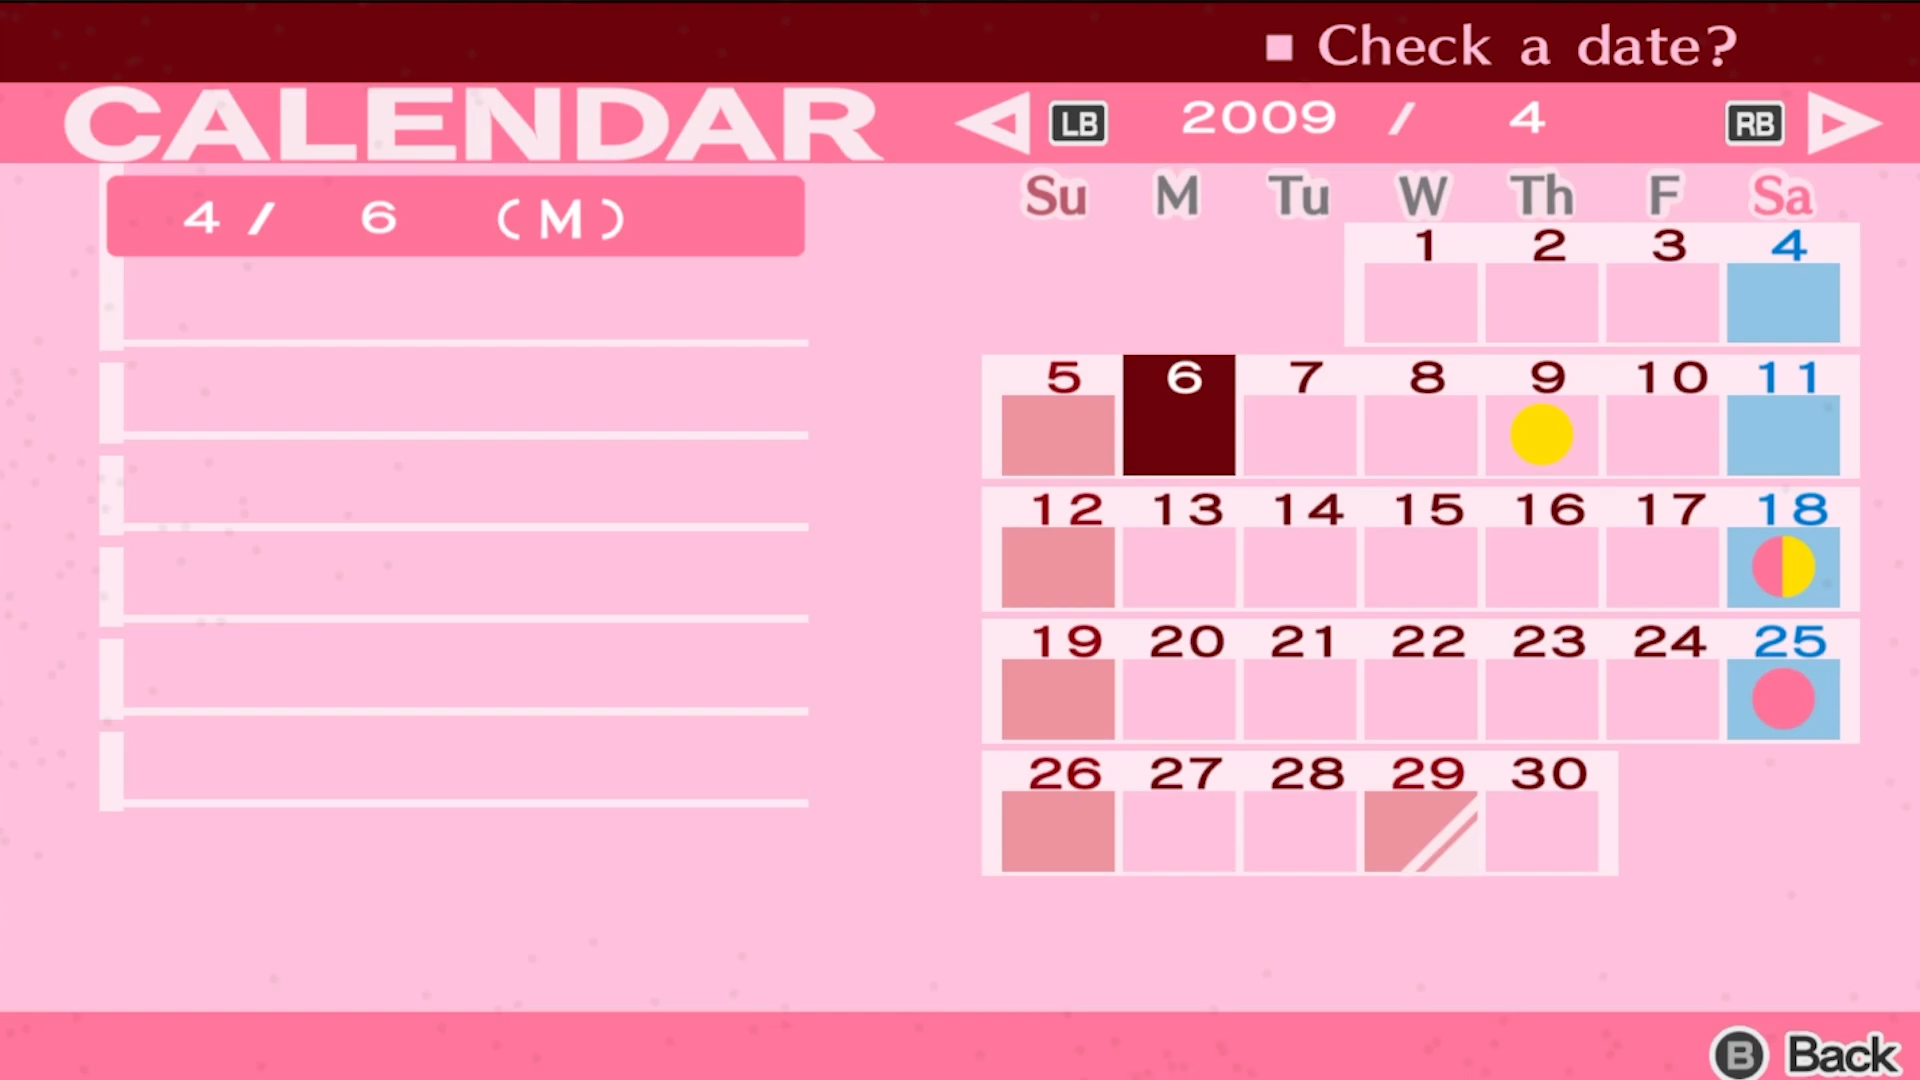 ■ Check a date?
CALENDAR
LB 2009 / 4 RB
4 / 6 (M)
Su M Tu W Th F Sa
1 2 3 4
5 6 7 8 9 10 11
12 13 14 15 16 17 18
19 20 21 22 23 24 25
26 27 28 29 30
B Back